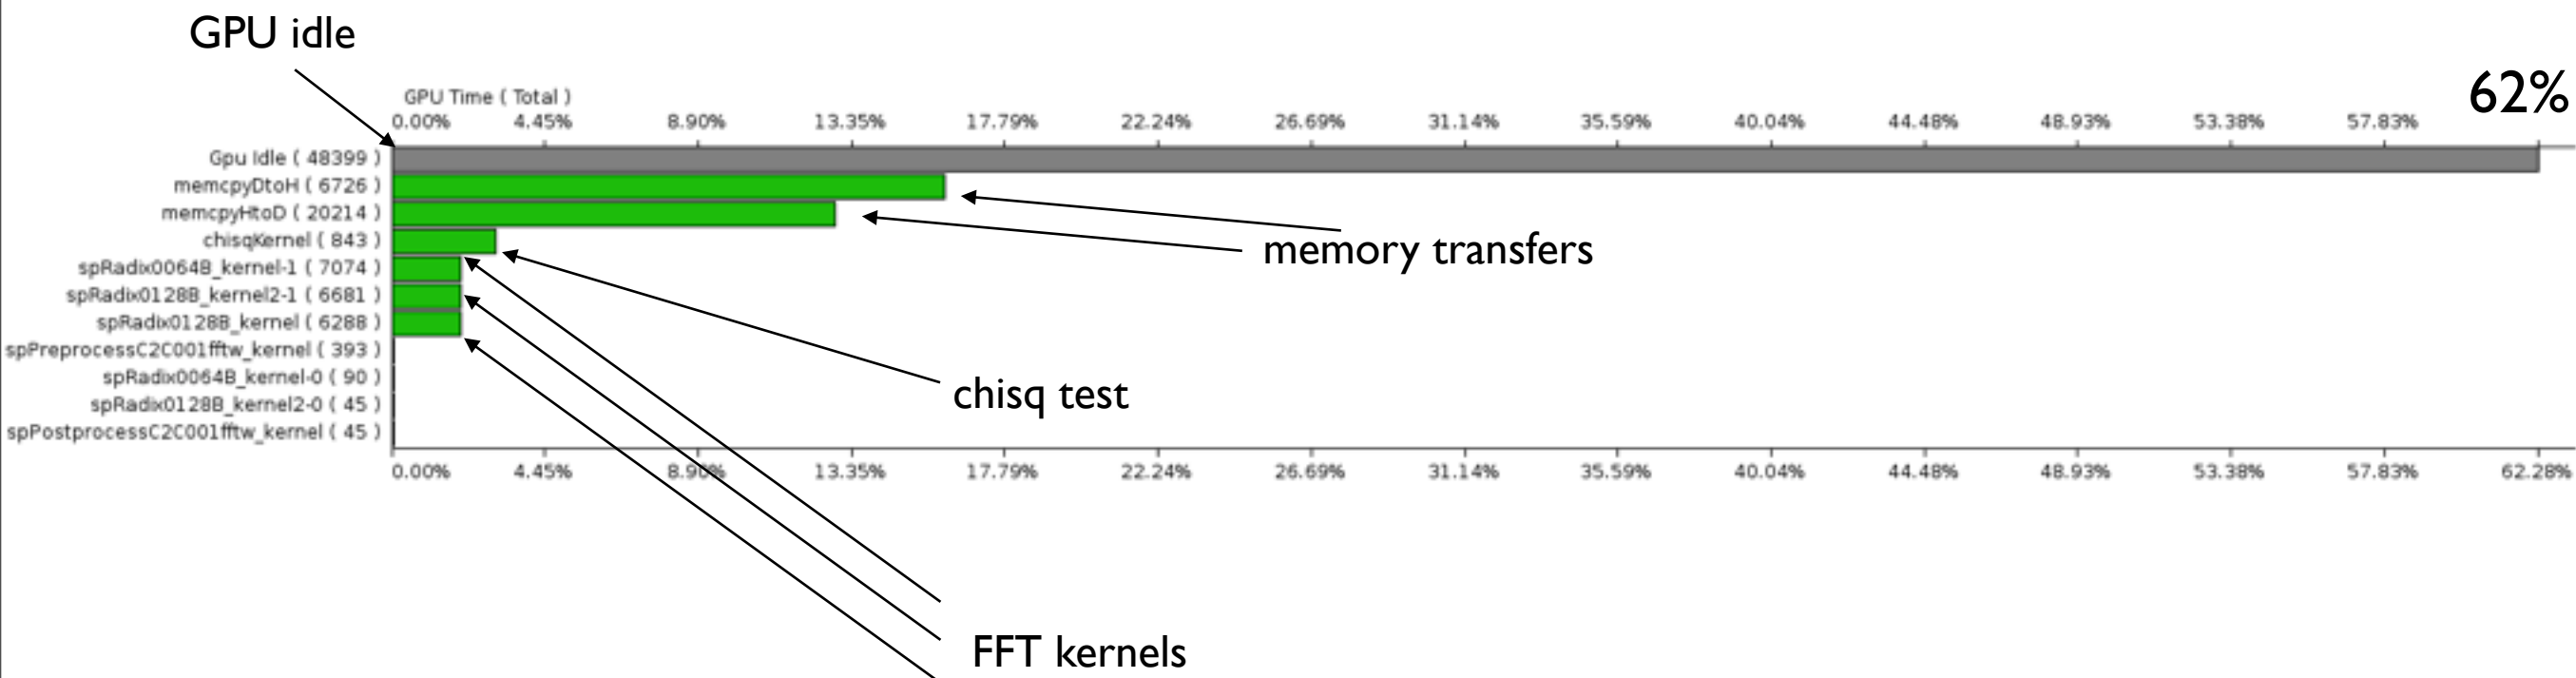 GPU idle
62%
GPU Time ( Total )
0.00% 4.45% 8.90% 13.35% 17.79% 22.24% 26.69% 31.14% 35.59% 40.04% 44.48% 48.93% 53.38% 57.83%
Gpu Idle ( 48399 )
memcpyDtoH ( 6726 )
memcpyHtoD ( 20214 )
chisqKernel ( 843 )
spRadix0064B_kernel-1 ( 7074 )
spRadix0128B_kernel2-1 ( 6681 )
spRadix0128B_kernel ( 6288 )
spPreprocessC2C001fftw_kernel ( 393 )
spRadix0064B_kernel-0 ( 90 )
spRadix0128B_kernel2-0 ( 45 )
spPostprocessC2C001fftw_kernel ( 45 )
memory transfers
chisq test
0.00% 4.45% 8.90% 13.35% 17.79% 22.24% 26.69% 31.14% 35.59% 40.04% 44.48% 48.93% 53.38% 57.83% 62.28%
FFT kernels